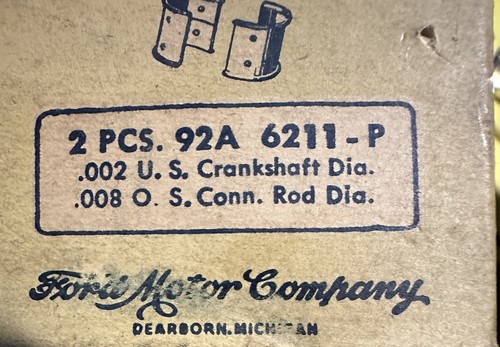 2 PCS. 92A 6211-P
.002 U. S. Crankshaft Dia.
.008 O. S. Conn. Rod Dia.
Ford Motor Company
DEARBORN, MICHIGAN